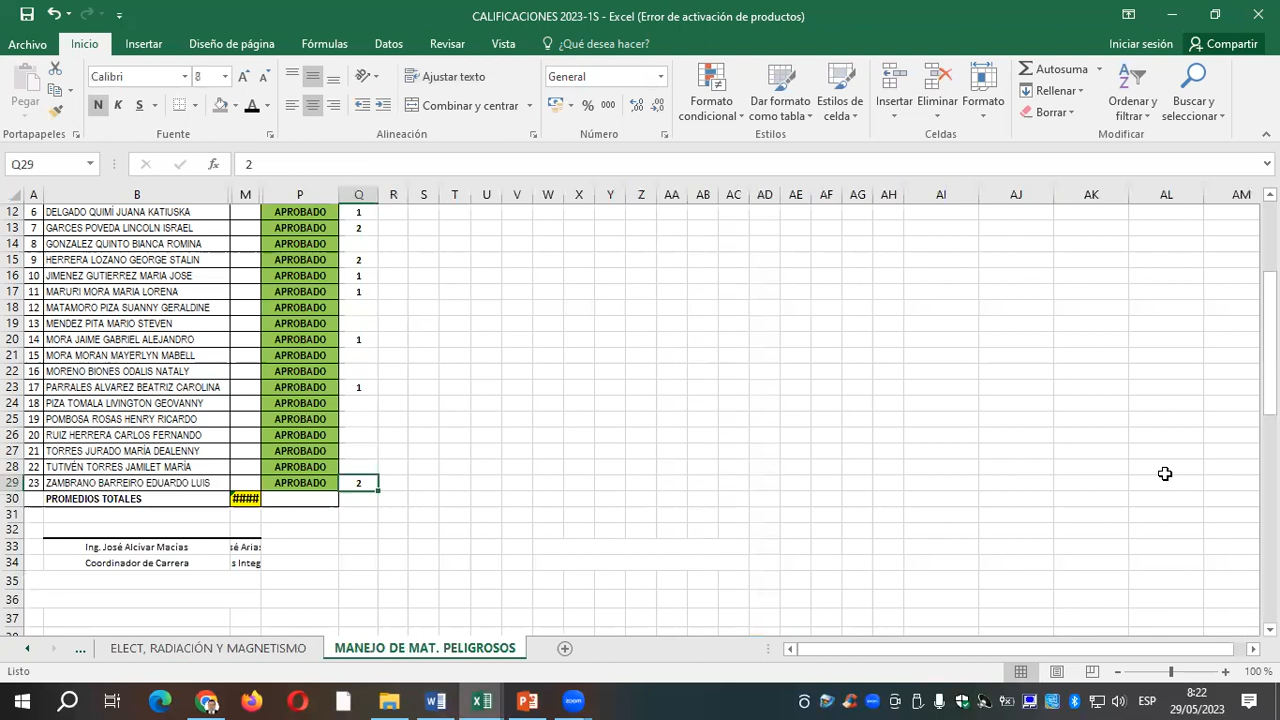 CALIFICACIONES 2023-1S - Excel (Error de activación de productos)
Archivo Inicio Insertar Diseño de página Fórmulas Datos Revisar Vista ¿Qué desea hacer? Iniciar sesión Compartir
Pegar
Calibri 8
N K S
Ajustar texto
Combinar y centrar
General
% 000
Formato condicional
Dar formato como tabla
Estilos de celda
Insertar Eliminar Formato
Autosuma
Rellenar
Borrar
Ordenar y filtrar
Buscar y seleccionar
Portapapeles Fuente Alineación Número Estilos Celdas Modificar
Q29 fx 2
A B M P Q R S T U V W X Y Z AA AB AC AD AE AF AG AH AI AJ AK AL AM
12 6 DELGADO QUIMÍ JUANA KATIUSKA APROBADO 1
13 7 GARCES POVEDA LINCOLN ISRAEL APROBADO 2
14 8 GONZALEZ QUINTO BIANCA ROMINA APROBADO
15 9 HERRERA LOZANO GEORGE STALIN APROBADO 2
16 10 JIMENEZ GUTIERREZ MARIA JOSE APROBADO 1
17 11 MARURI MORA MARIA LORENA APROBADO 1
18 12 MATAMORO PIZA SUANNY GERALDINE APROBADO
19 13 MENDEZ PITA MARIO STEVEN APROBADO
20 14 MORA JAIME GABRIEL ALEJANDRO APROBADO 1
21 15 MORA MORAN MAYERLYN MABELL APROBADO
22 16 MORENO BIONES ODALIS NATALY APROBADO
23 17 PARRALES ALVAREZ BEATRIZ CAROLINA APROBADO 1
24 18 PIZA TOMALA LIVINGTON GEOVANNY APROBADO
25 19 POMBOSA ROSAS HENRY RICARDO APROBADO
26 20 RUIZ HERRERA CARLOS FERNANDO APROBADO
27 21 TORRES JURADO MARÍA DEALENNY APROBADO
28 22 TUTIVÉN TORRES JAMILET MARÍA APROBADO
29 23 ZAMBRANO BARREIRO EDUARDO LUIS APROBADO 2
30 PROMEDIOS TOTALES ####
31
32
33 Ing. José Alcívar Macías sé Arias
34 Coordinador de Carrera s Integ
35
36
37
... ELECT, RADIACIÓN Y MAGNETISMO MANEJO DE MAT. PELIGROSOS
Listo 100 %
ESP 8:22
29/05/2023